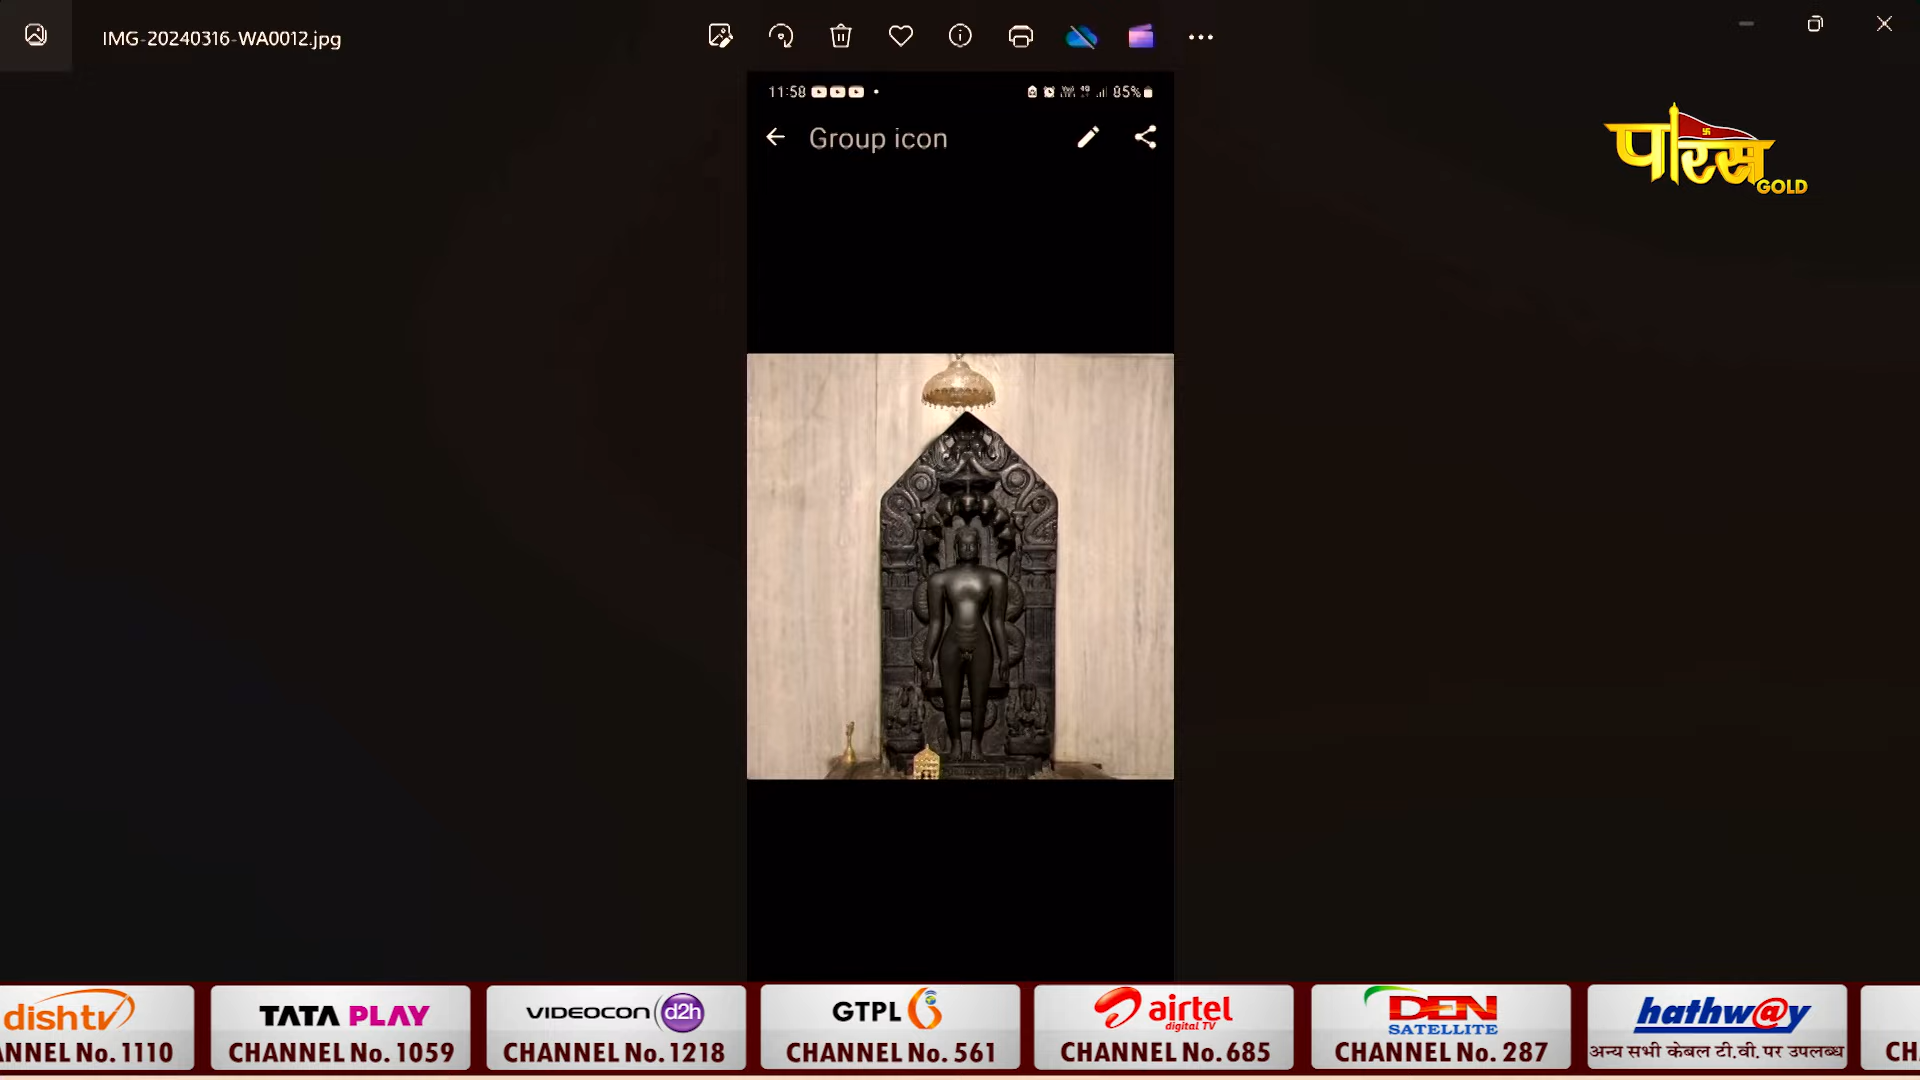 IMG-20240316-WA0012.jpg
11:58
85%
Group icon
पारस
GOLD
dishtv
ANNEL No. 1110
TATA PLAY
CHANNEL No. 1059
VIDEOCON d2h
CHANNEL No. 1218
GTPL
CHANNEL No. 561
airtel
digital TV
CHANNEL No. 685
DEN
SATELLITE
CHANNEL No. 287
hathw@y
अन्य सभी केबल टी.वी. पर उपलब्ध
CH